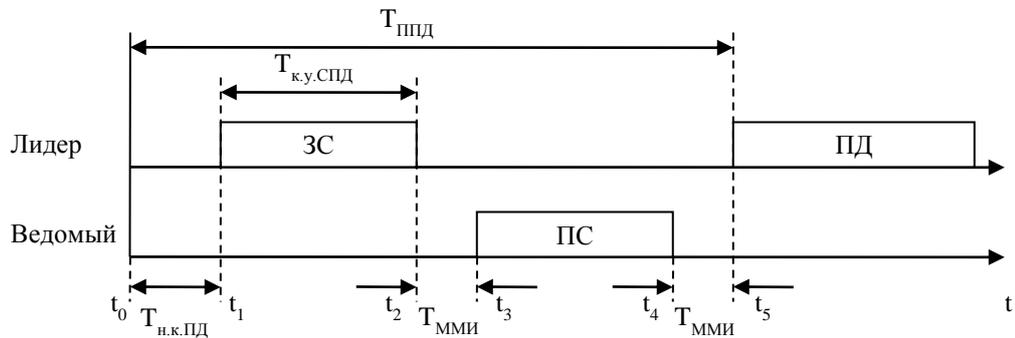 Tппд
Tк.у.СПД
Лидер
ЗС
ПД
Ведомый
ПС
t0 t1 t2 t3 t4 t5 t
Tн.к.ПД Tмми Tмми